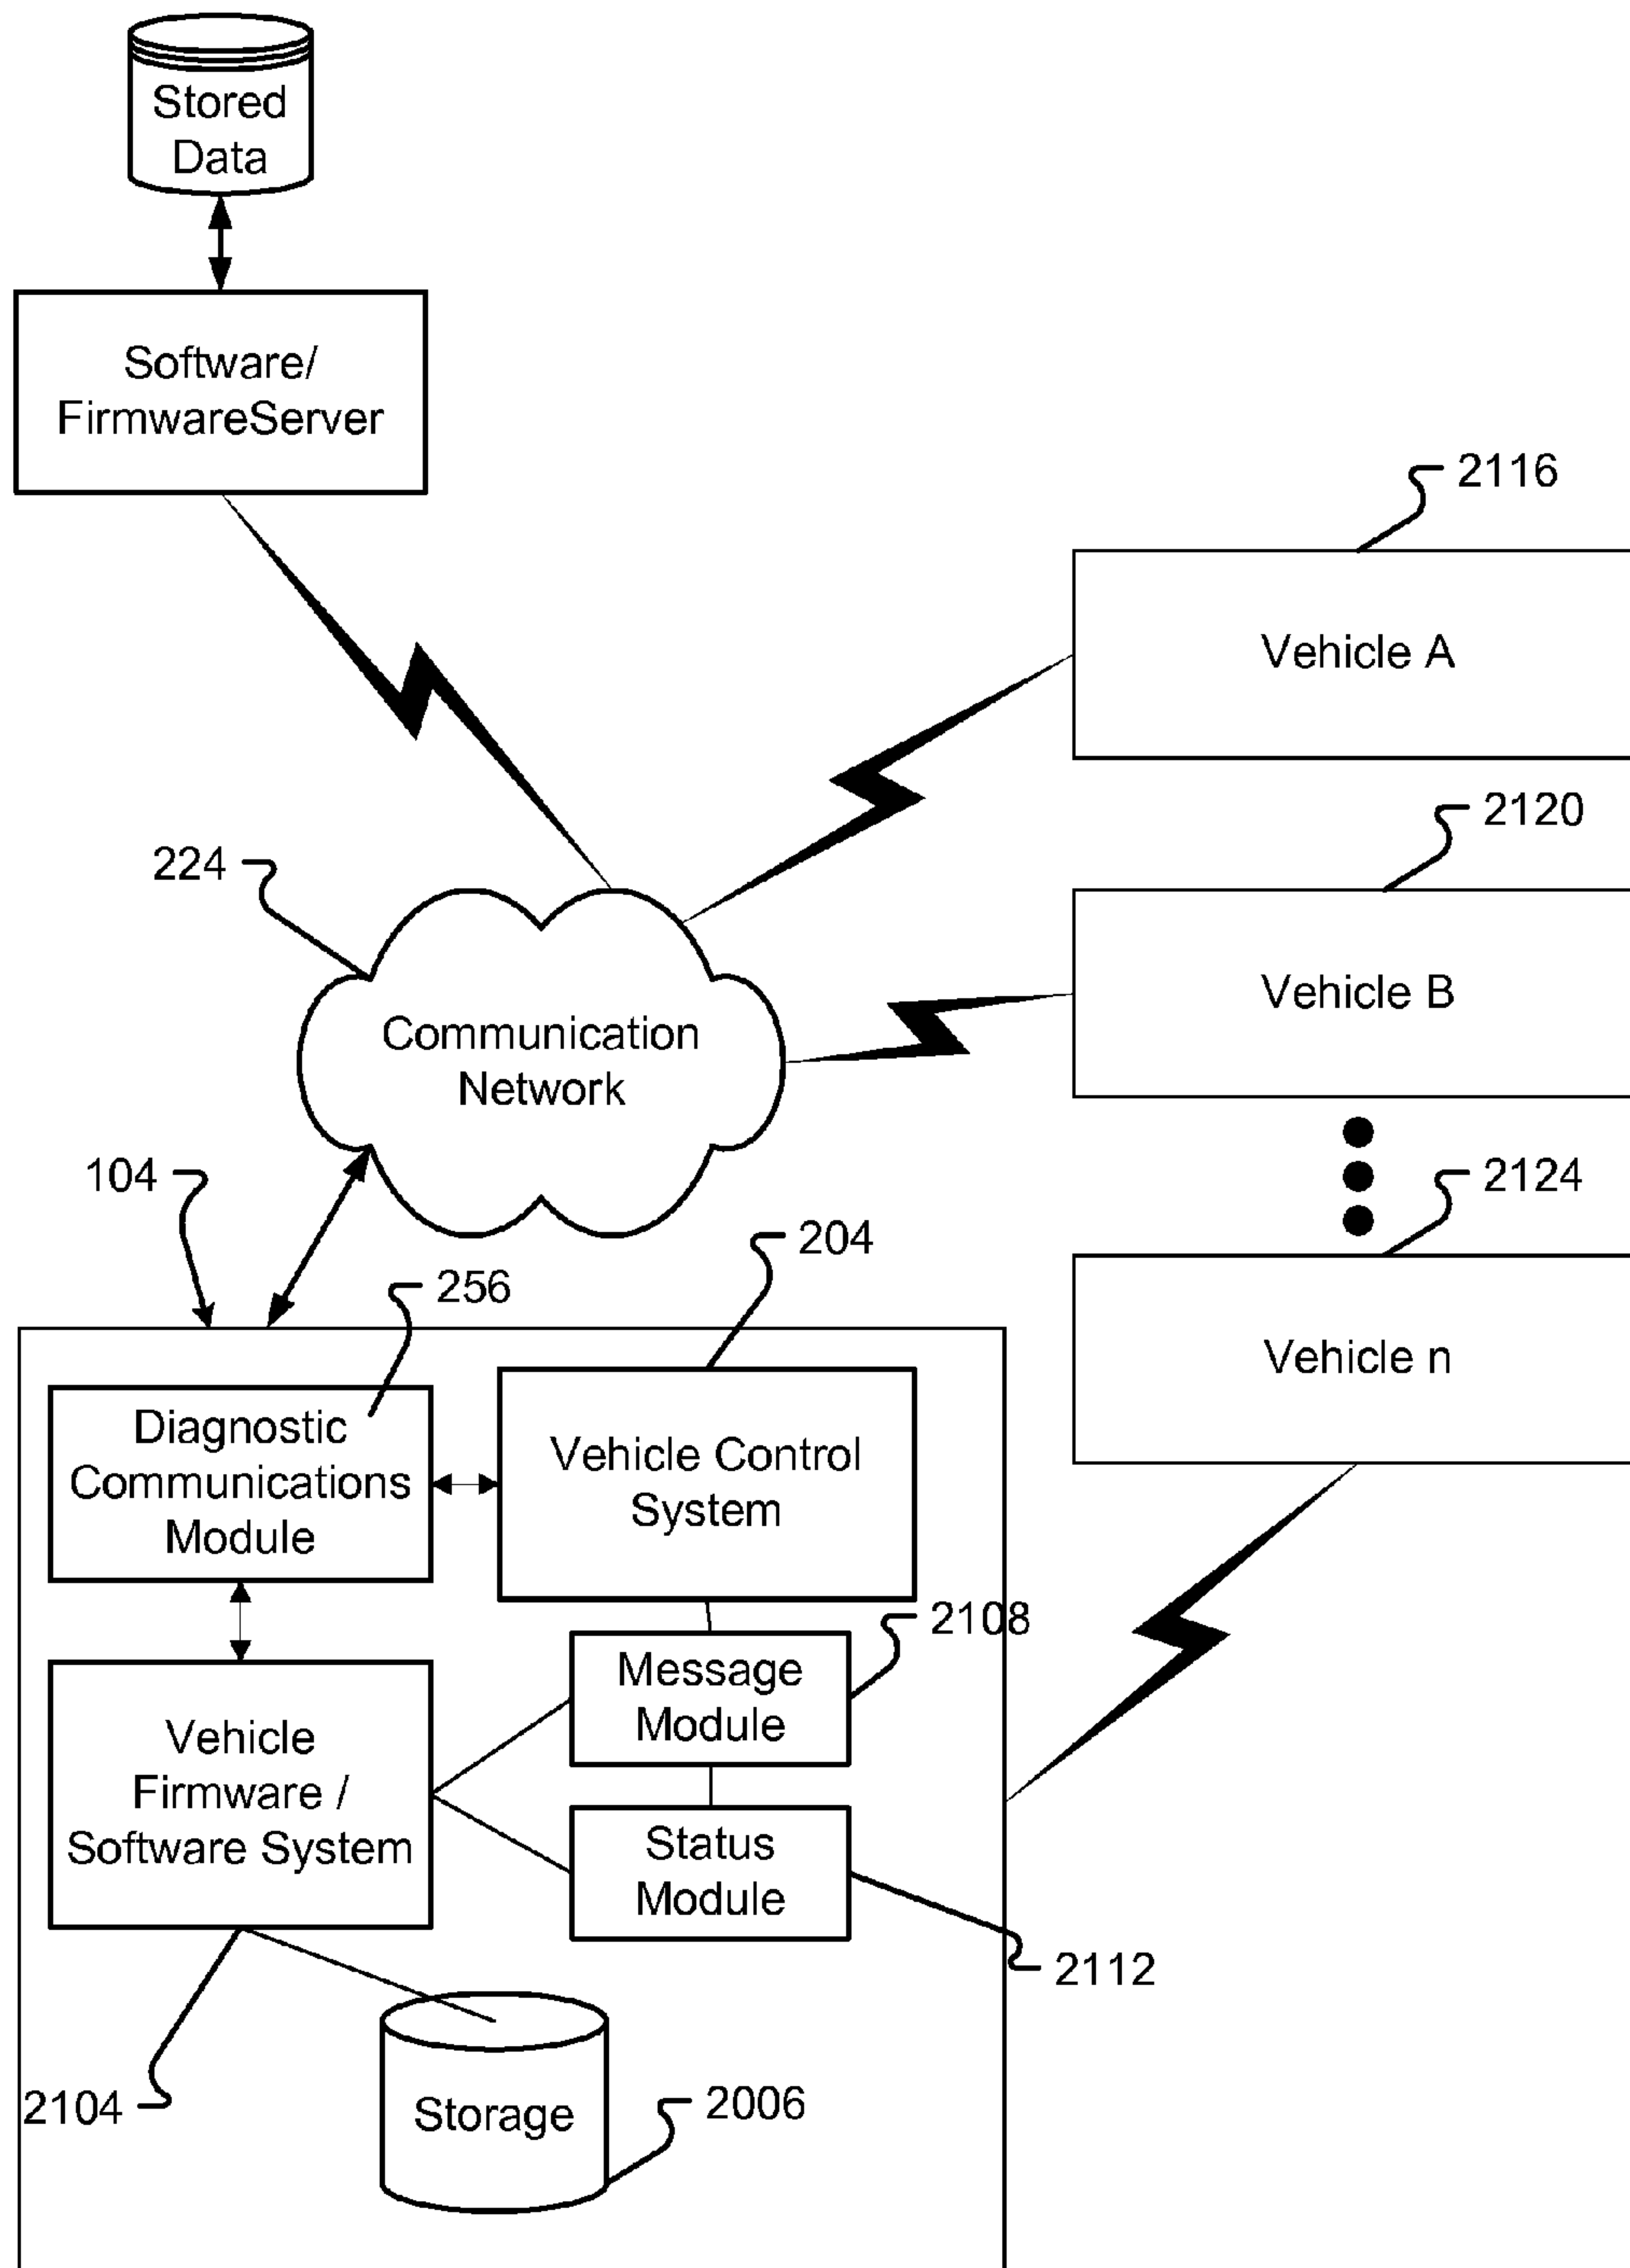 Stored
Data
Software/
FirmwareServer
2116
Vehicle A
2120
224
Vehicle B
Communication
Network
104
2124
204
256
Vehicle n
Diagnostic
Communications
Module
Vehicle Control
System
2108
Message
Module
Vehicle
Firmware /
Software System
Status
Module
2112
2104
Storage
2006